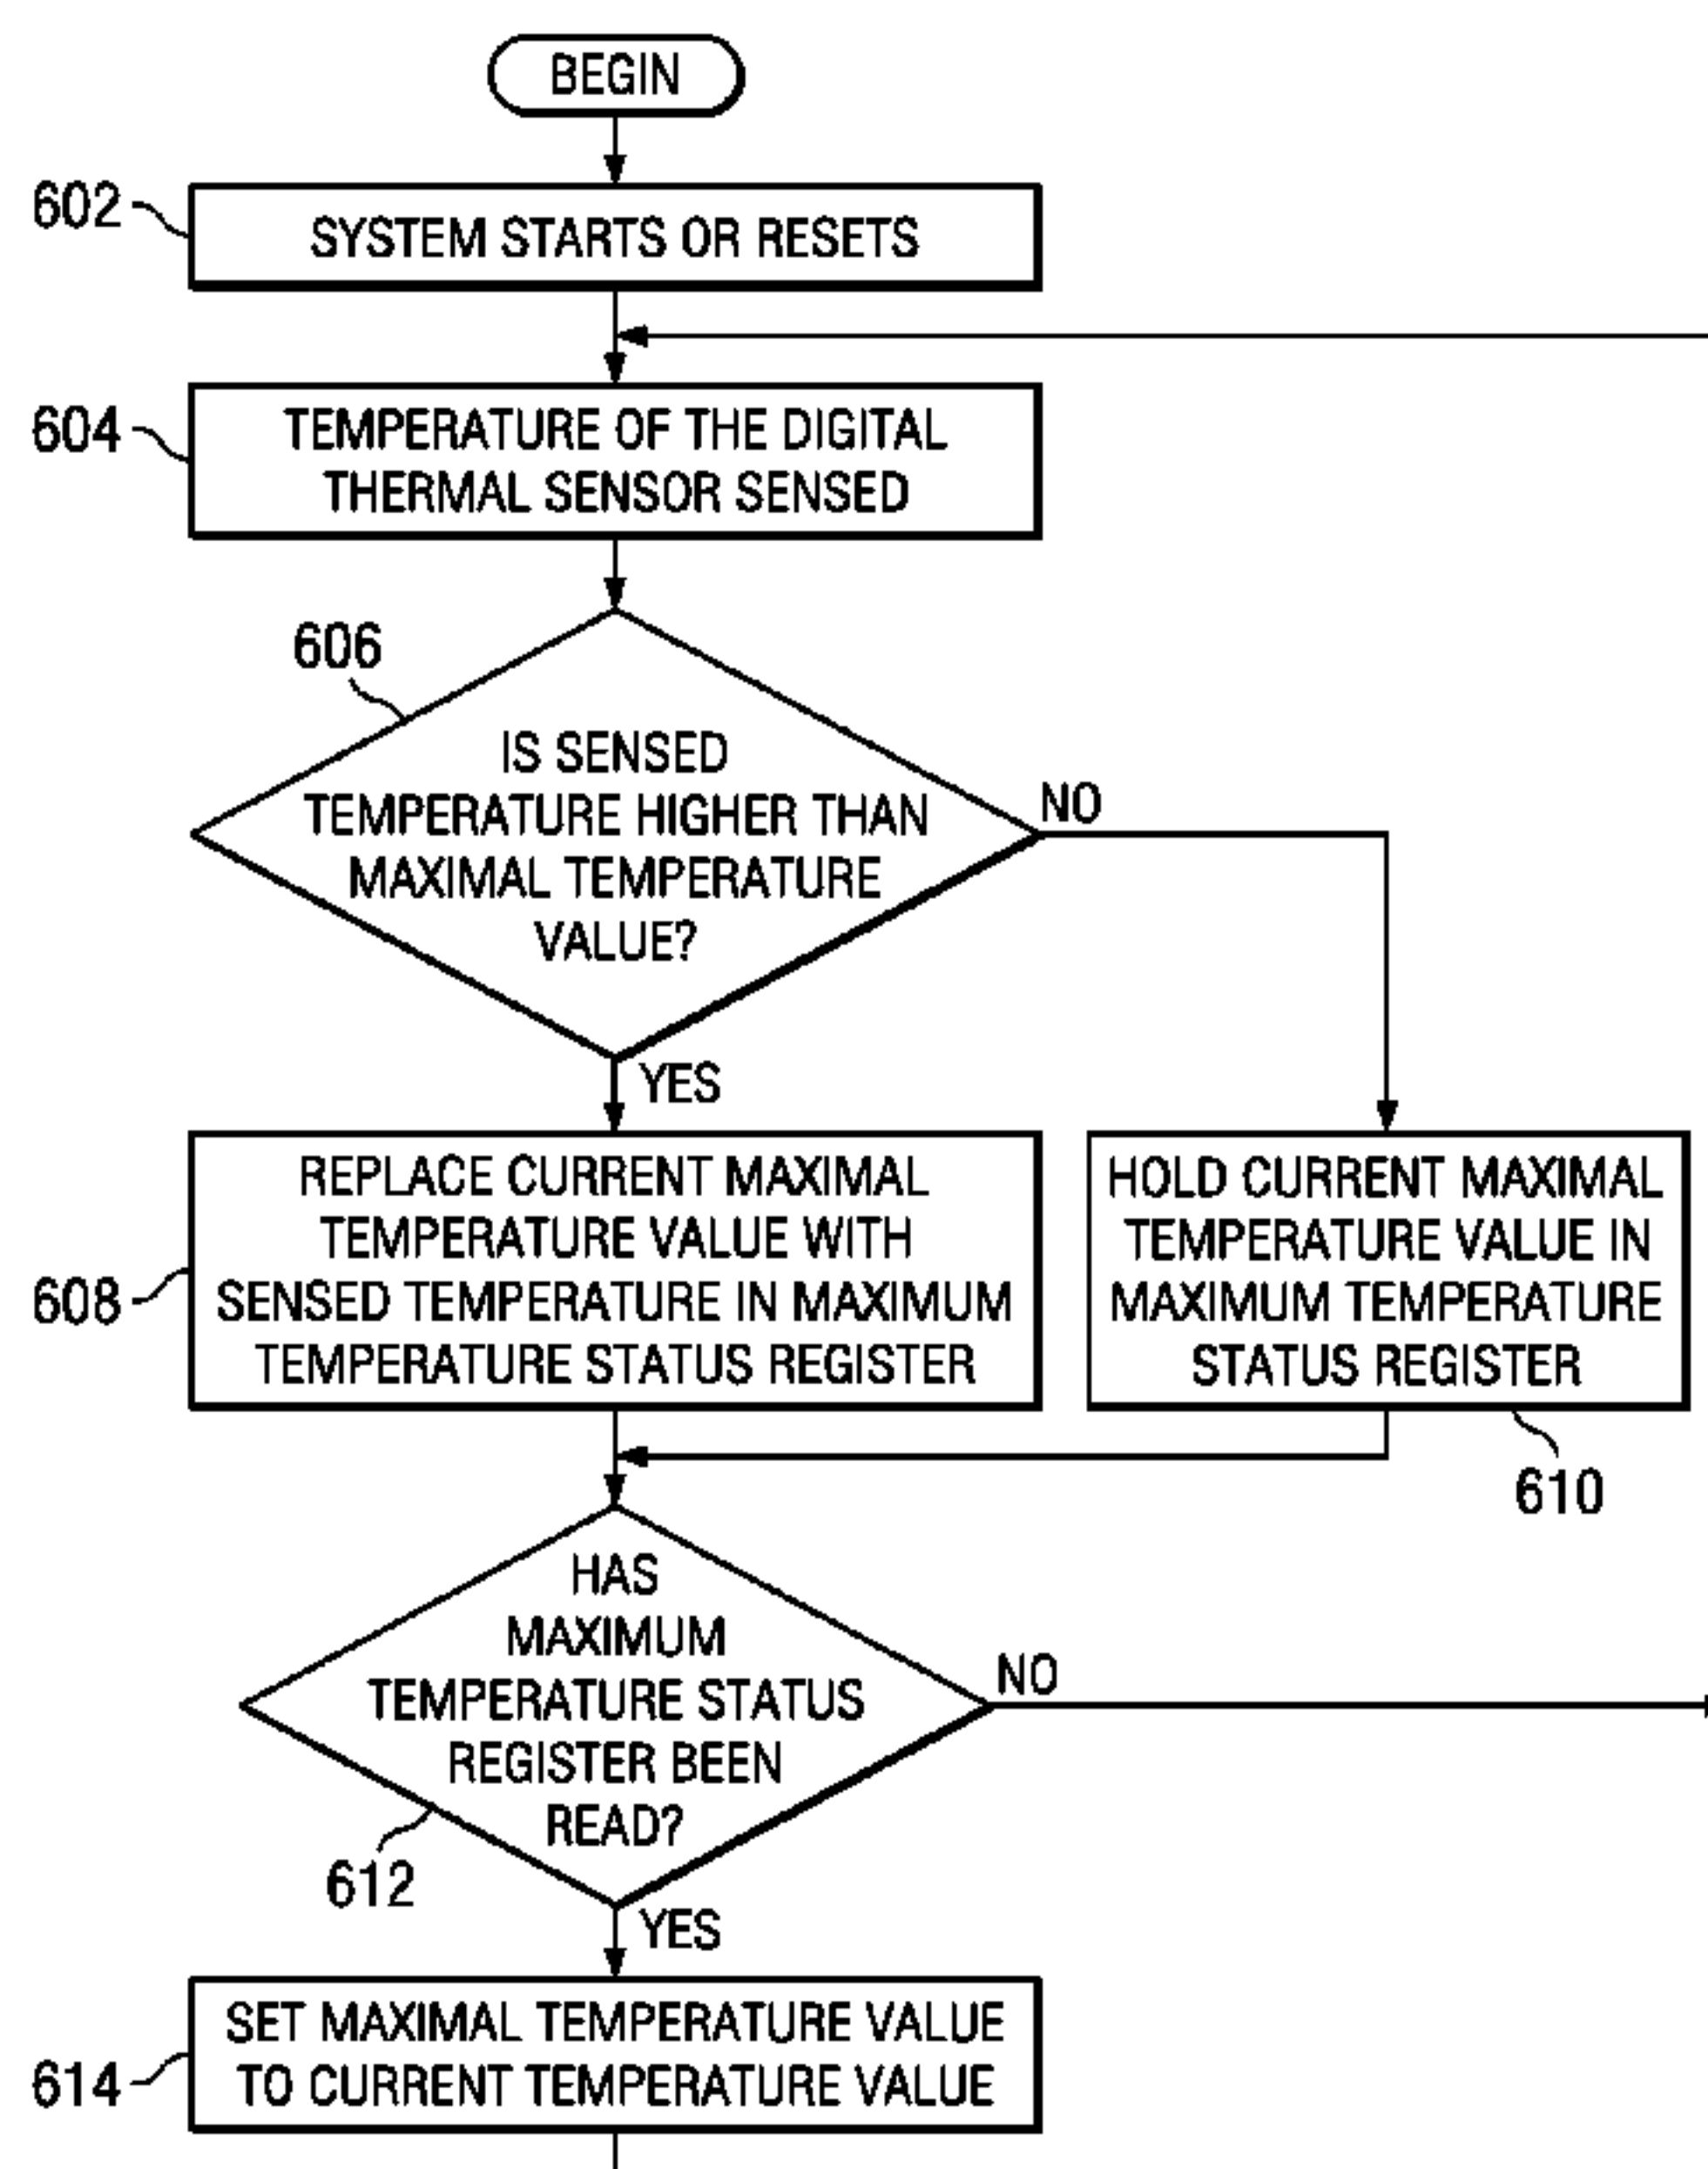 BEGIN
602
SYSTEM STARTS OR RESETS
604
TEMPERATURE OF THE DIGITAL
THERMAL SENSOR SENSED
606
IS SENSED
TEMPERATURE HIGHER THAN
MAXIMAL TEMPERATURE
VALUE?
NO
YES
608
REPLACE CURRENT MAXIMAL
TEMPERATURE VALUE WITH
SENSED TEMPERATURE IN MAXIMUM
TEMPERATURE STATUS REGISTER
HOLD CURRENT MAXIMAL
TEMPERATURE VALUE IN
MAXIMUM TEMPERATURE
STATUS REGISTER
610
HAS
MAXIMUM
TEMPERATURE STATUS
REGISTER BEEN
READ?
NO
612
YES
614
SET MAXIMAL TEMPERATURE VALUE
TO CURRENT TEMPERATURE VALUE